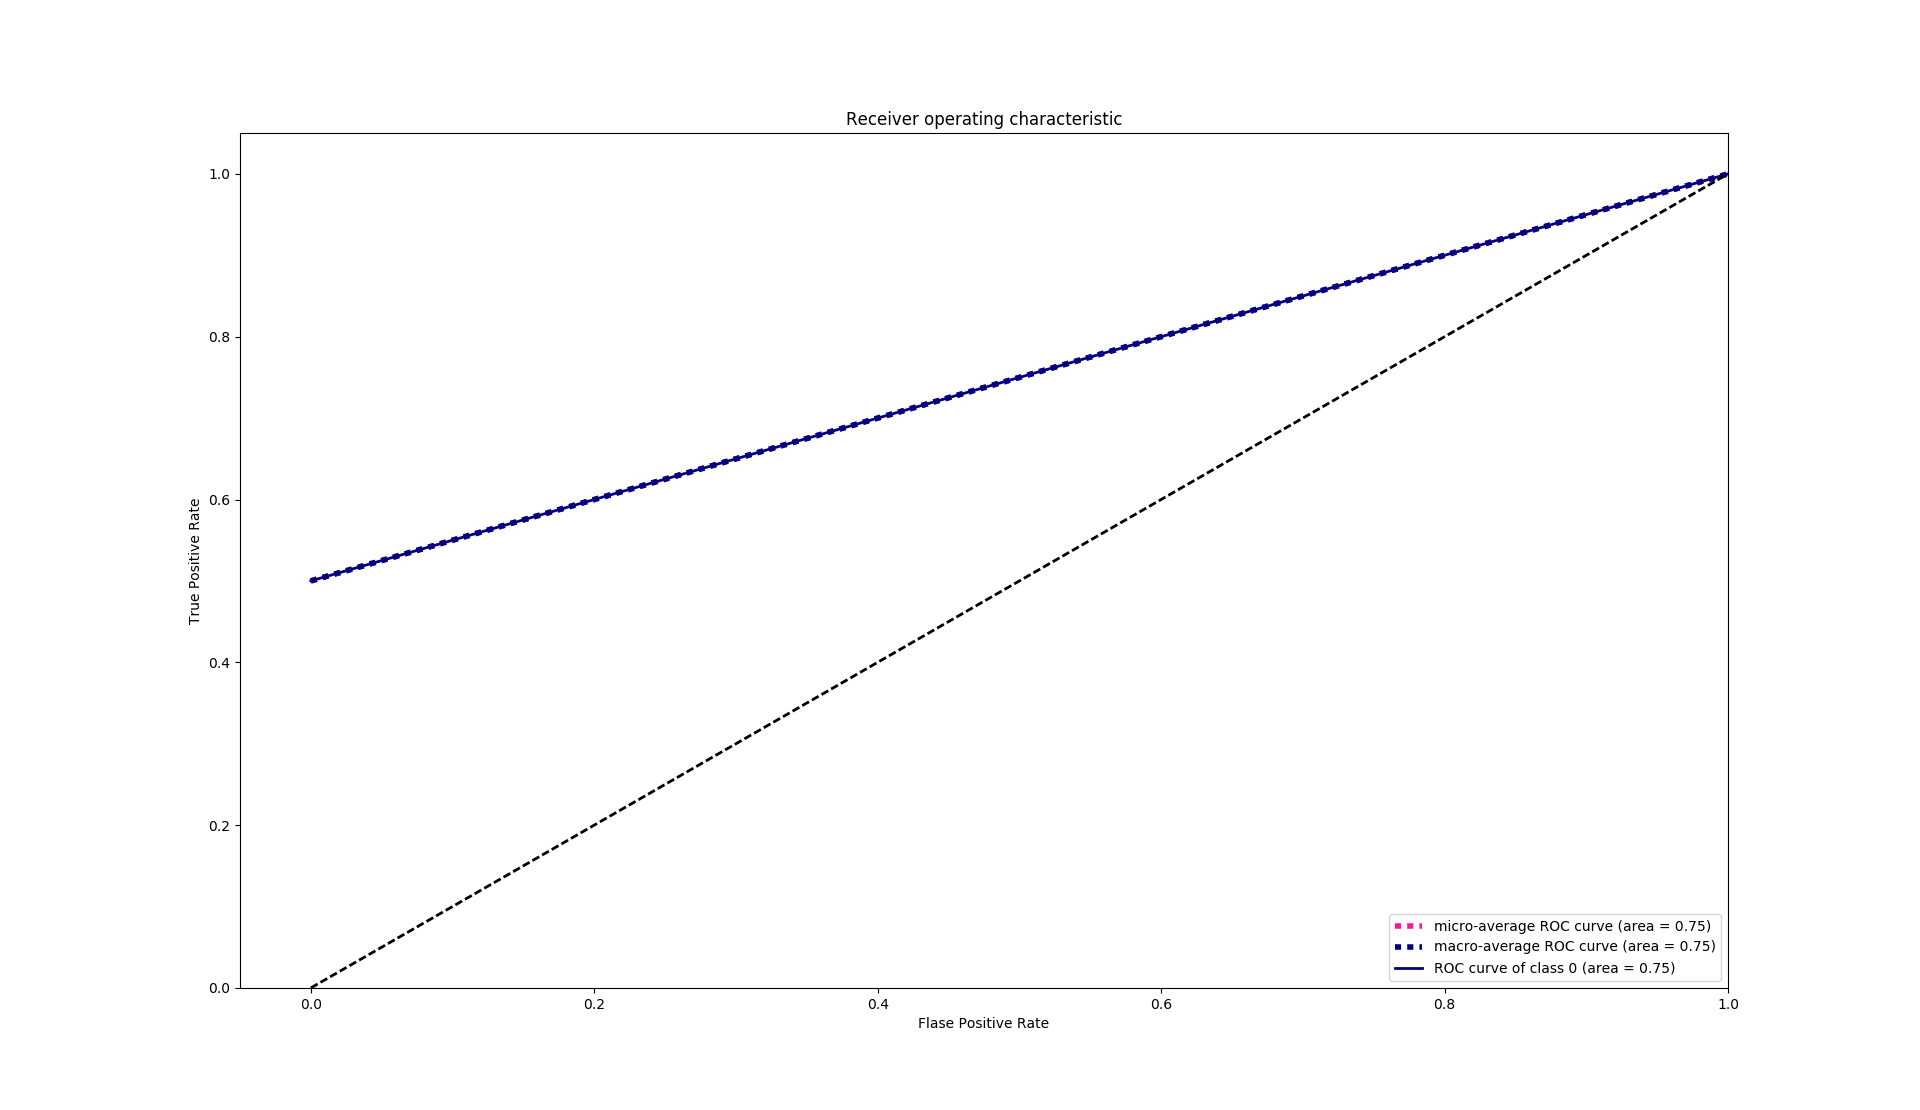 Receiver operating characteristic
1.0
0.8
0.6
0.4
0.2
0.0
True Positive Rate
0.0 0.2 0.4 0.6 0.8 1.0
Flase Positive Rate
micro-average ROC curve (area = 0.75)
macro-average ROC curve (area = 0.75)
ROC curve of class 0 (area = 0.75)